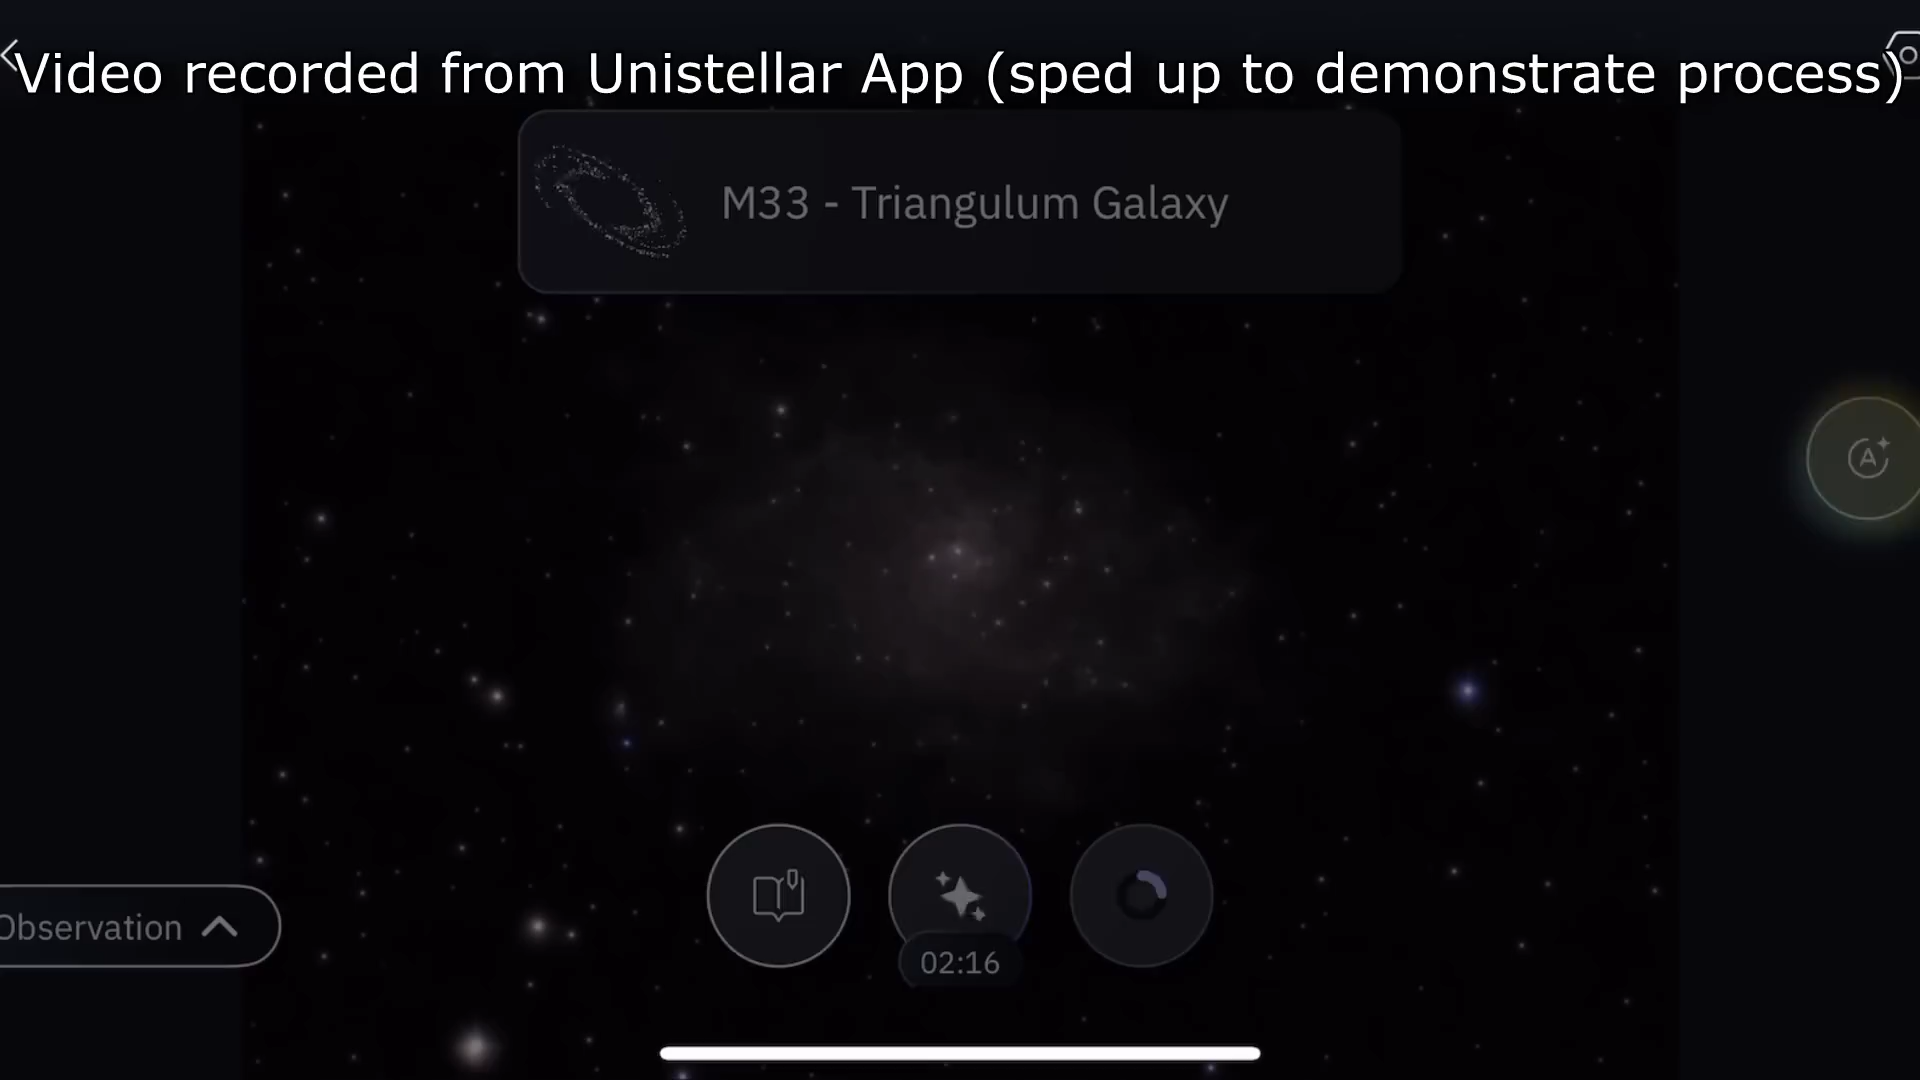 Video recorded from Unistellar App (sped up to demonstrate process)
M33 - Triangulum Galaxy
A
Observation
02:16